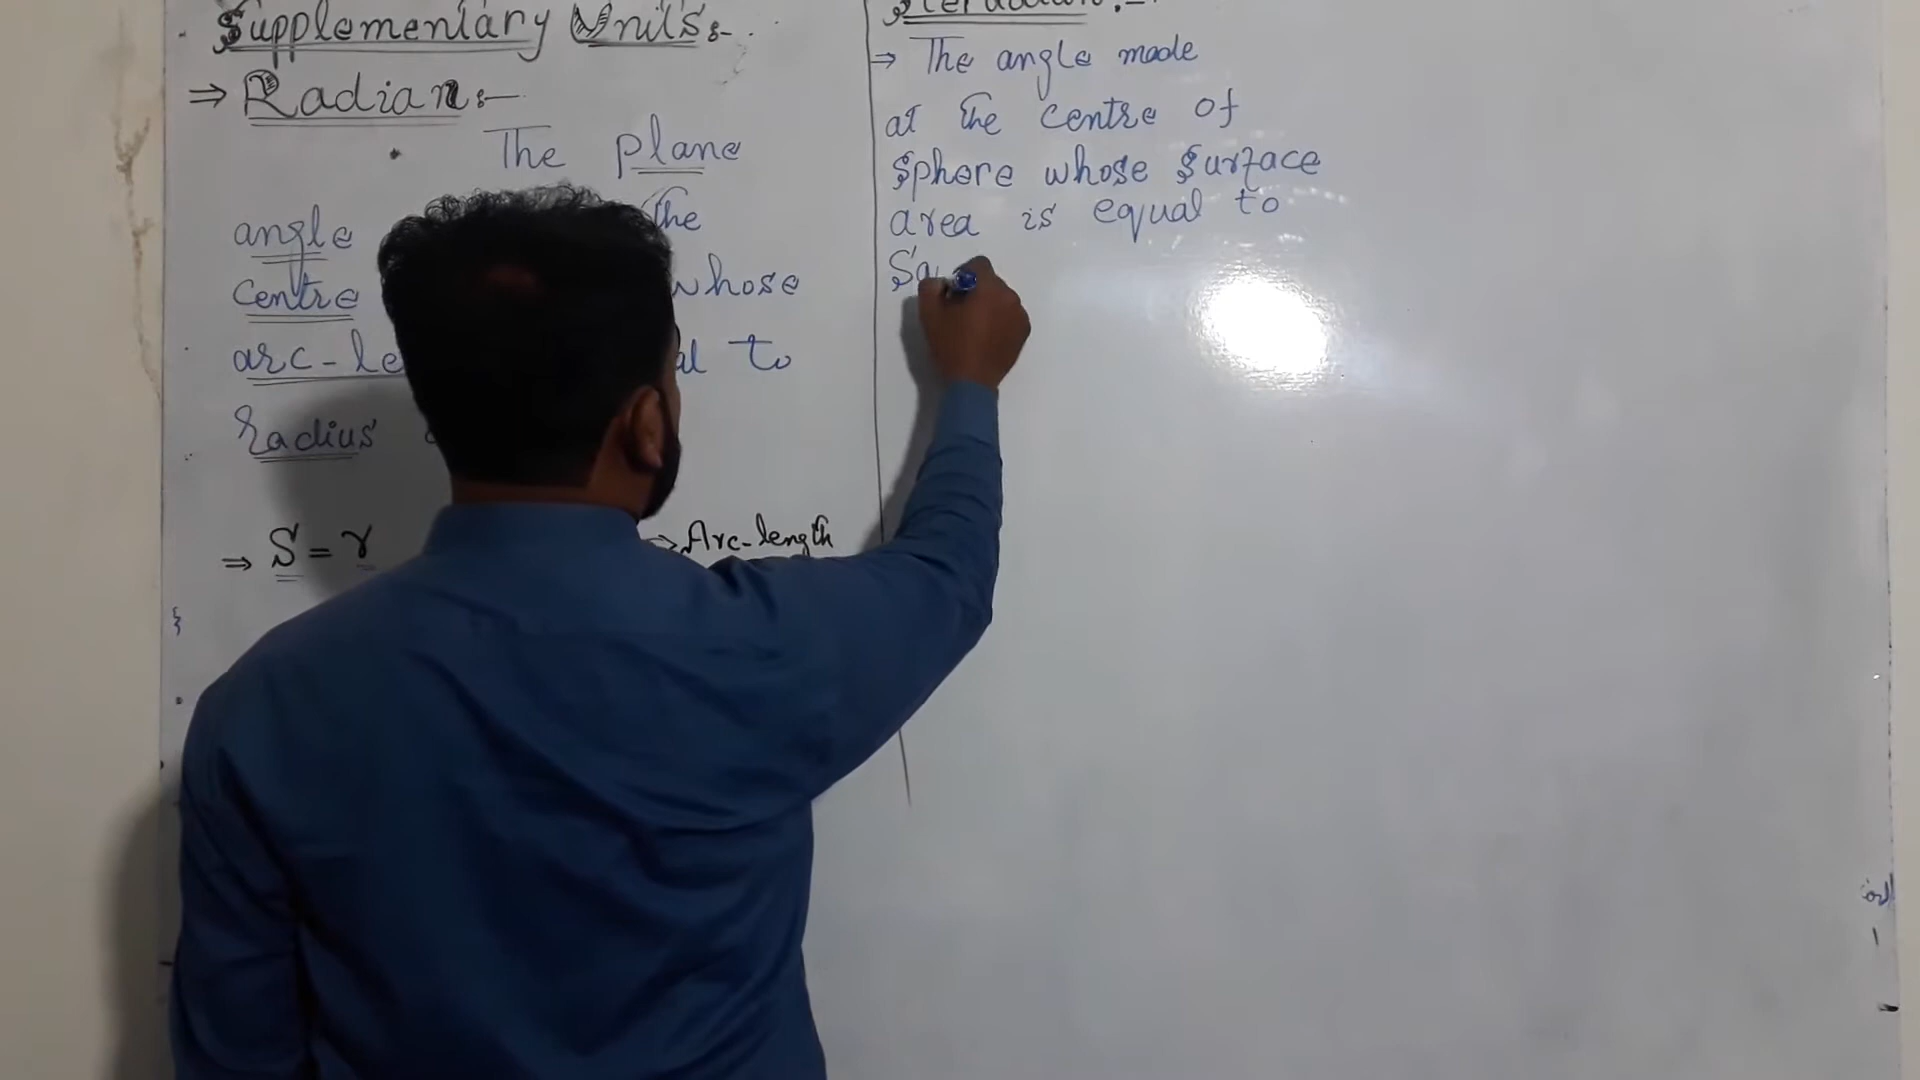 Supplementary Units:-
⇒ Radian:-
The plane
angle the
centre whose
arc- to
Radius
⇒ S = r
⇒ Arc-length
⇒ The angle made
at the centre of
Sphere whose Surface
area is equal to